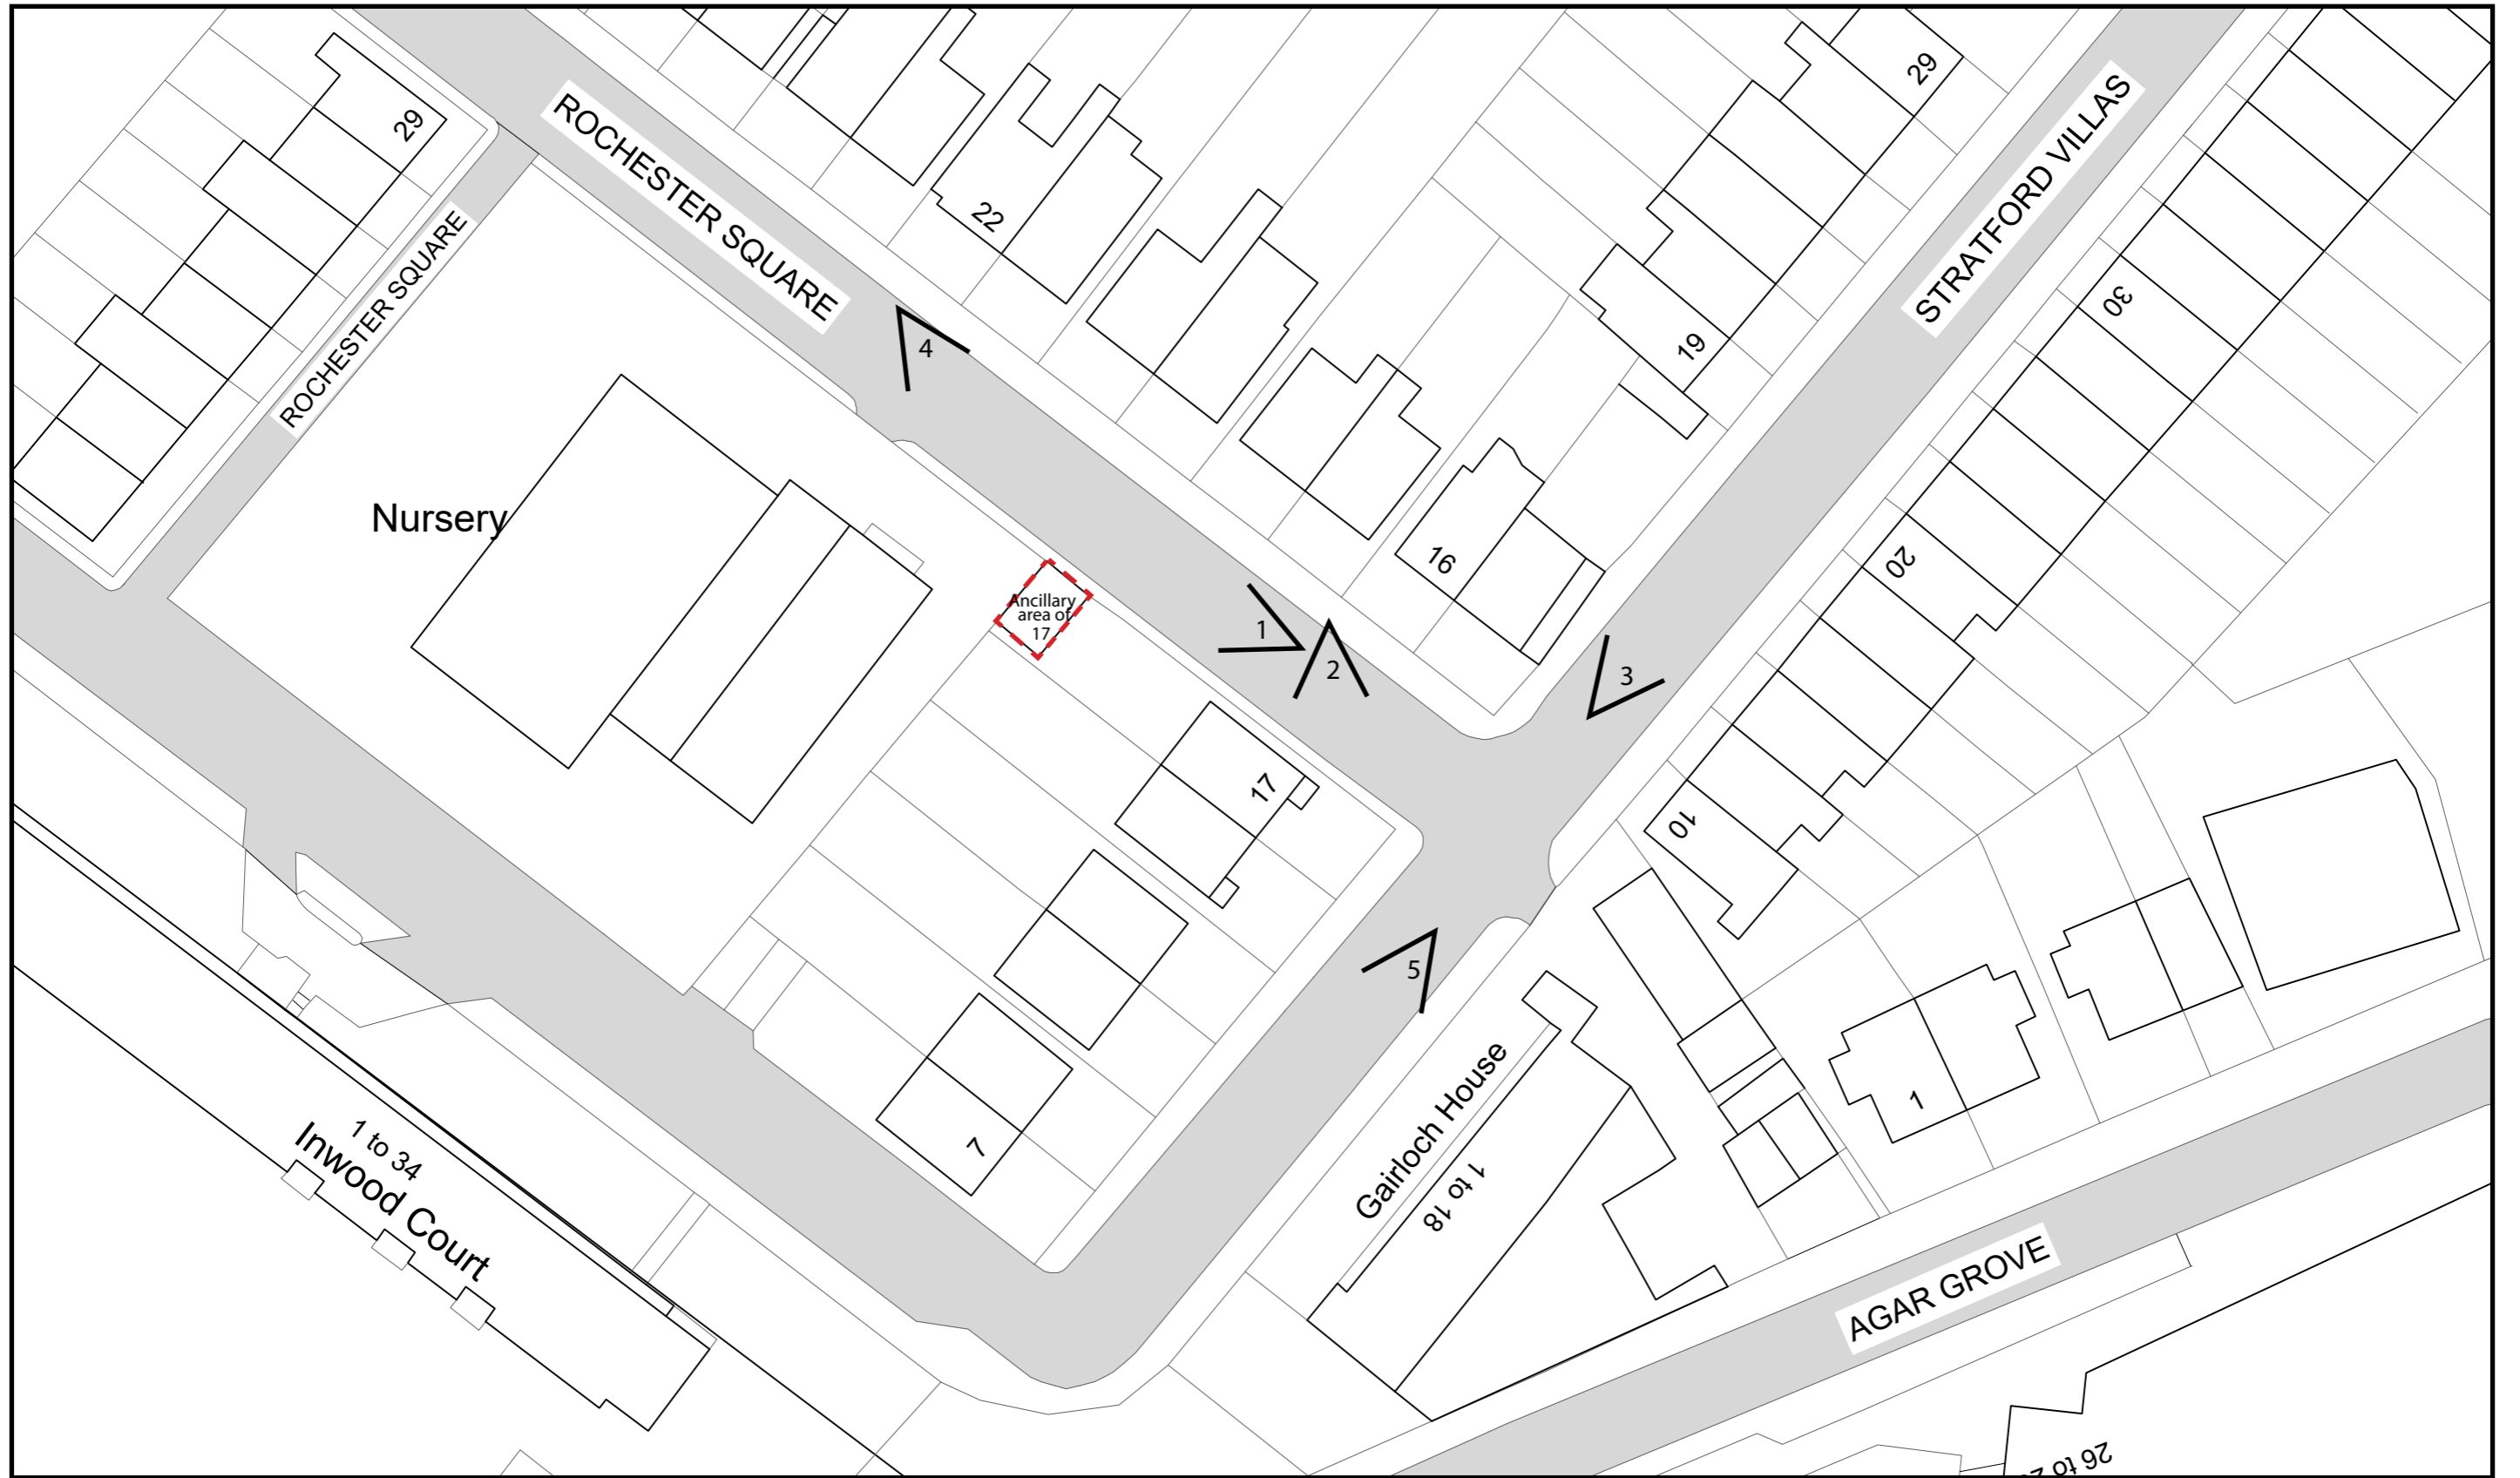 29
ROCHESTER SQUARE
29
STRATFORD VILLAS
22
ROCHESTER SQUARE
30
4
19
Nursery
16
20
Ancillary
area of
17
1
2
3
17
10
5
7
Gairloch House
1 to 18
1
1 to 34
Inwood Court
AGAR GROVE
26 to